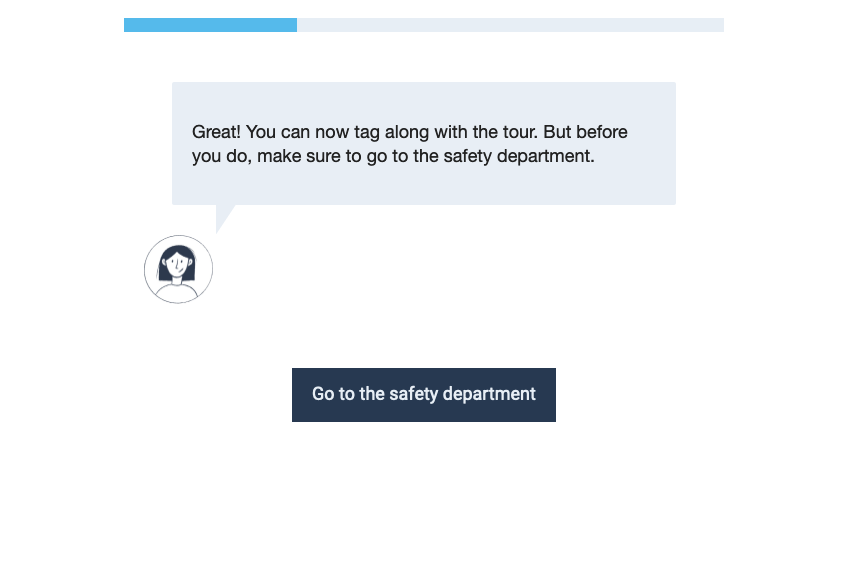 Great! You can now tag along with the tour. But before
you do, make sure to go to the safety department.
Go to the safety department